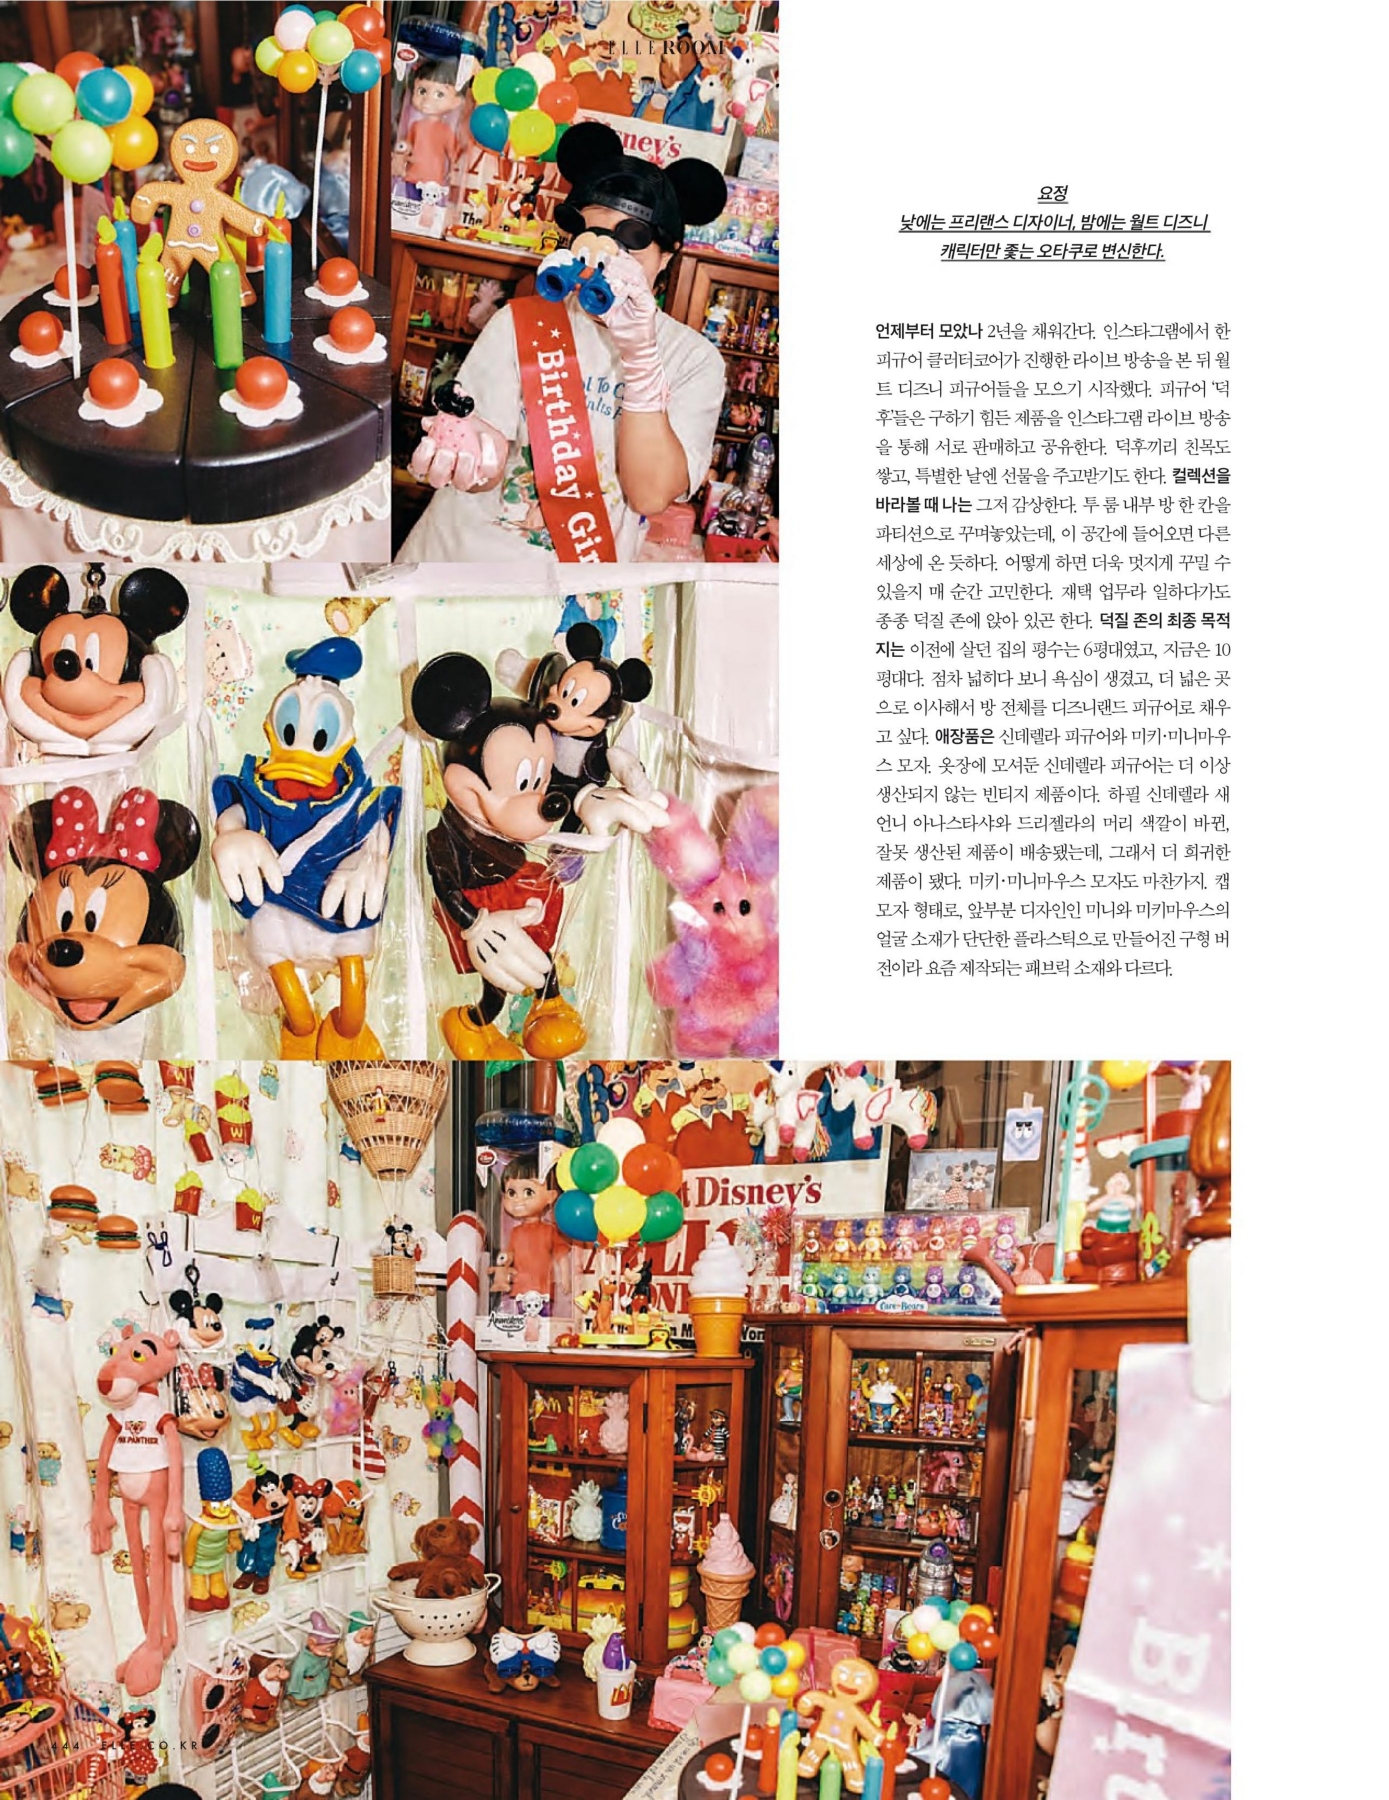 ELLE ROOM
요정
낮에는 프리랜스 디자이너, 밤에는 월트 디즈니
캐릭터만 좇는 오타쿠로 변신한다.
언제부터 모았나 2년을 채워간다. 인스타그램에서 한
피규어 클러터코어가 진행한 라이브 방송을 본 뒤 월
트 디즈니 피규어들을 모으기 시작했다. 피규어 ‘덕
후’들은 구하기 힘든 제품을 인스타그램 라이브 방송
을 통해 서로 판매하고 공유한다. 덕후끼리 친목도
쌓고, 특별한 날엔 선물을 주고받기도 한다. 컬렉션을
바라볼 때 나는 그저 감상한다. 투 룸 내부 방 한 칸을
파티션으로 꾸며놓았는데, 이 공간에 들어오면 다른
세상에 온 듯하다. 어떻게 하면 더욱 멋지게 꾸밀 수
있을지 매 순간 고민한다. 재택 업무라 일하다가도
종종 덕질 존에 앉아 있곤 한다. 덕질 존의 최종 목적
지는 이전에 살던 집의 평수는 6평대였고, 지금은 10
평대다. 점차 넓히다 보니 욕심이 생겼고, 더 넓은 곳
으로 이사해서 방 전체를 디즈니랜드 피규어로 채우
고 싶다. 애장품은 신데렐라 피규어와 미키·미니마우
스 모자. 옷장에 모셔둔 신데렐라 피규어는 더 이상
생산되지 않는 빈티지 제품이다. 하필 신데렐라 새
언니 아나스타샤와 드리젤라의 머리 색깔이 바뀐,
잘못 생산된 제품이 배송됐는데, 그래서 더 희귀한
제품이 됐다. 미키·미니마우스 모자도 마찬가지. 캡
모자 형태로, 앞부분 디자인인 미니와 미키마우스의
얼굴 소재가 단단한 플라스틱으로 만들어진 구형 버
전이라 요즘 제작되는 패브릭 소재와 다르다.
Disney's
The
Birthday Gir
t Disney's
Care Bears
Animators'
PINK PANTHER
Bir
444 ELLE.CO.KR